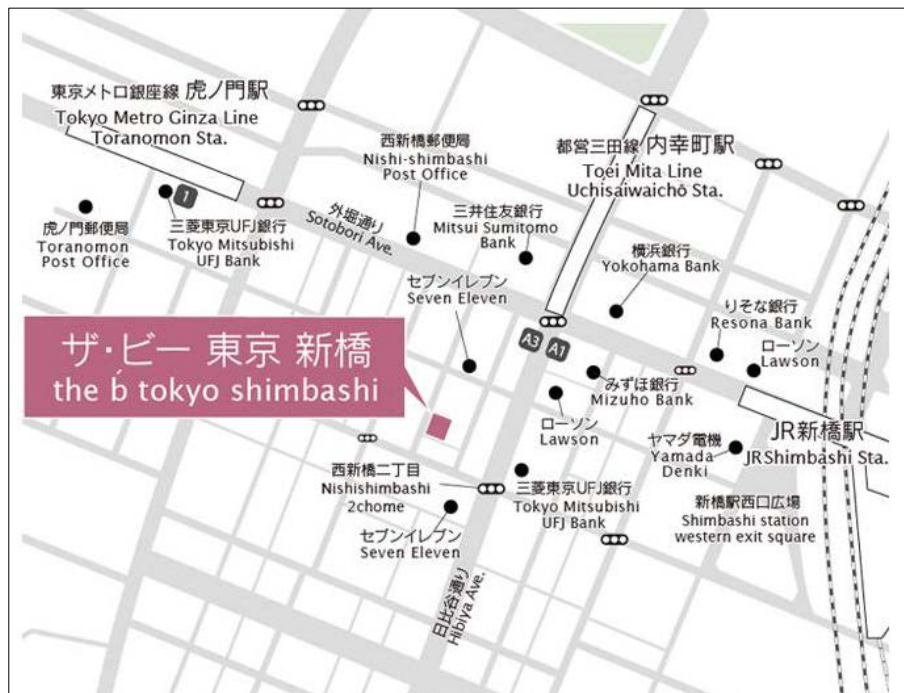 東京メトロ銀座線 虎ノ門駅
Tokyo Metro Ginza Line
Toranomon Sta.
西新橋郵便局
Nishi-shimbashi
Post Office
都営三田線 内幸町駅
Toei Mita Line
Uchisaiwaichō Sta.
1
虎ノ門郵便局
Toranomon
Post Office
三菱東京UFJ銀行
Tokyo Mitsubishi
UFJ Bank
外堀通り
Sotobori Ave.
三井住友銀行
Mitsui Sumitomo
Bank
横浜銀行
Yokohama Bank
セブンイレブン
Seven Eleven
りそな銀行
Resona Bank
ローソン
Lawson
A3 A1
ザ・ビー 東京 新橋
the b tokyo shimbashi
みずほ銀行
Mizuho Bank
ローソン
Lawson
ヤマダ電機
Yamada
Denki
JR新橋駅
JR Shimbashi Sta.
西新橋二丁目
Nishishimbashi
2chome
三菱東京UFJ銀行
Tokyo Mitsubishi
UFJ Bank
新橋駅西口広場
Shimbashi station
western exit square
セブンイレブン
Seven Eleven
日比谷通り
Hibiya Ave.